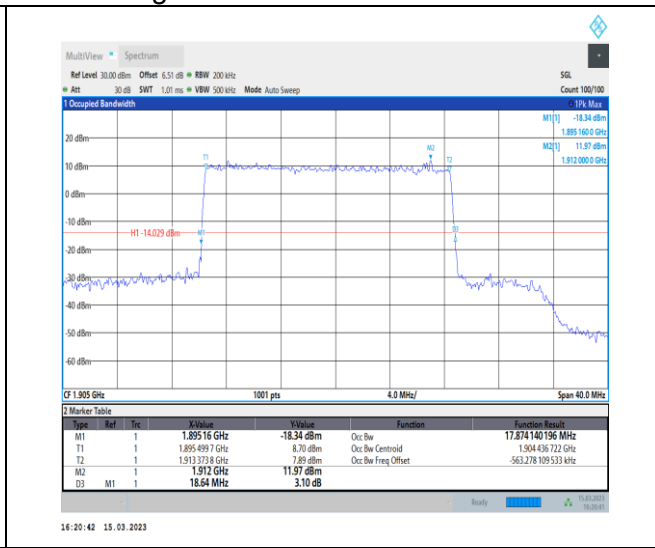 MultiView Spectrum
Ref Level 30.00 dBm Offset 6.51 dB RBW 200 kHz SGL
Att 30 dB SWT 1.01 ms VBW 500 kHz Mode Auto Sweep Count 100/100
1 Occupied Bandwidth 1Pk Max
M1[1] -18.34 dBm
1.895 160 0 GHz
20 dBm
M2[1] 11.97 dBm
1.912 000 0 GHz
M2
T1 T2
10 dBm
0 dBm
-10 dBm
H1 -14.029 dBm M1 D3
-30 dBm
-40 dBm
-50 dBm
-60 dBm
CF 1.905 GHz 1001 pts 4.0 MHz/ Span 40.0 MHz
2 Marker Table
Type Ref Trc X-Value Y-Value Function Function Result
M1 1 1.895 16 GHz -18.34 dBm Occ Bw 17.874 140 196 MHz
T1 1 1.895 499 7 GHz 8.70 dBm Occ Bw Centroid 1.904 436 722 GHz
T2 1 1.913 373 8 GHz 7.89 dBm Occ Bw Freq Offset -563.278 109 533 kHz
M2 1 1.912 GHz 11.97 dBm
D3 M1 1 18.64 MHz 3.10 dB
Ready 15.03.2023
16:20:41
16:20:42 15.03.2023